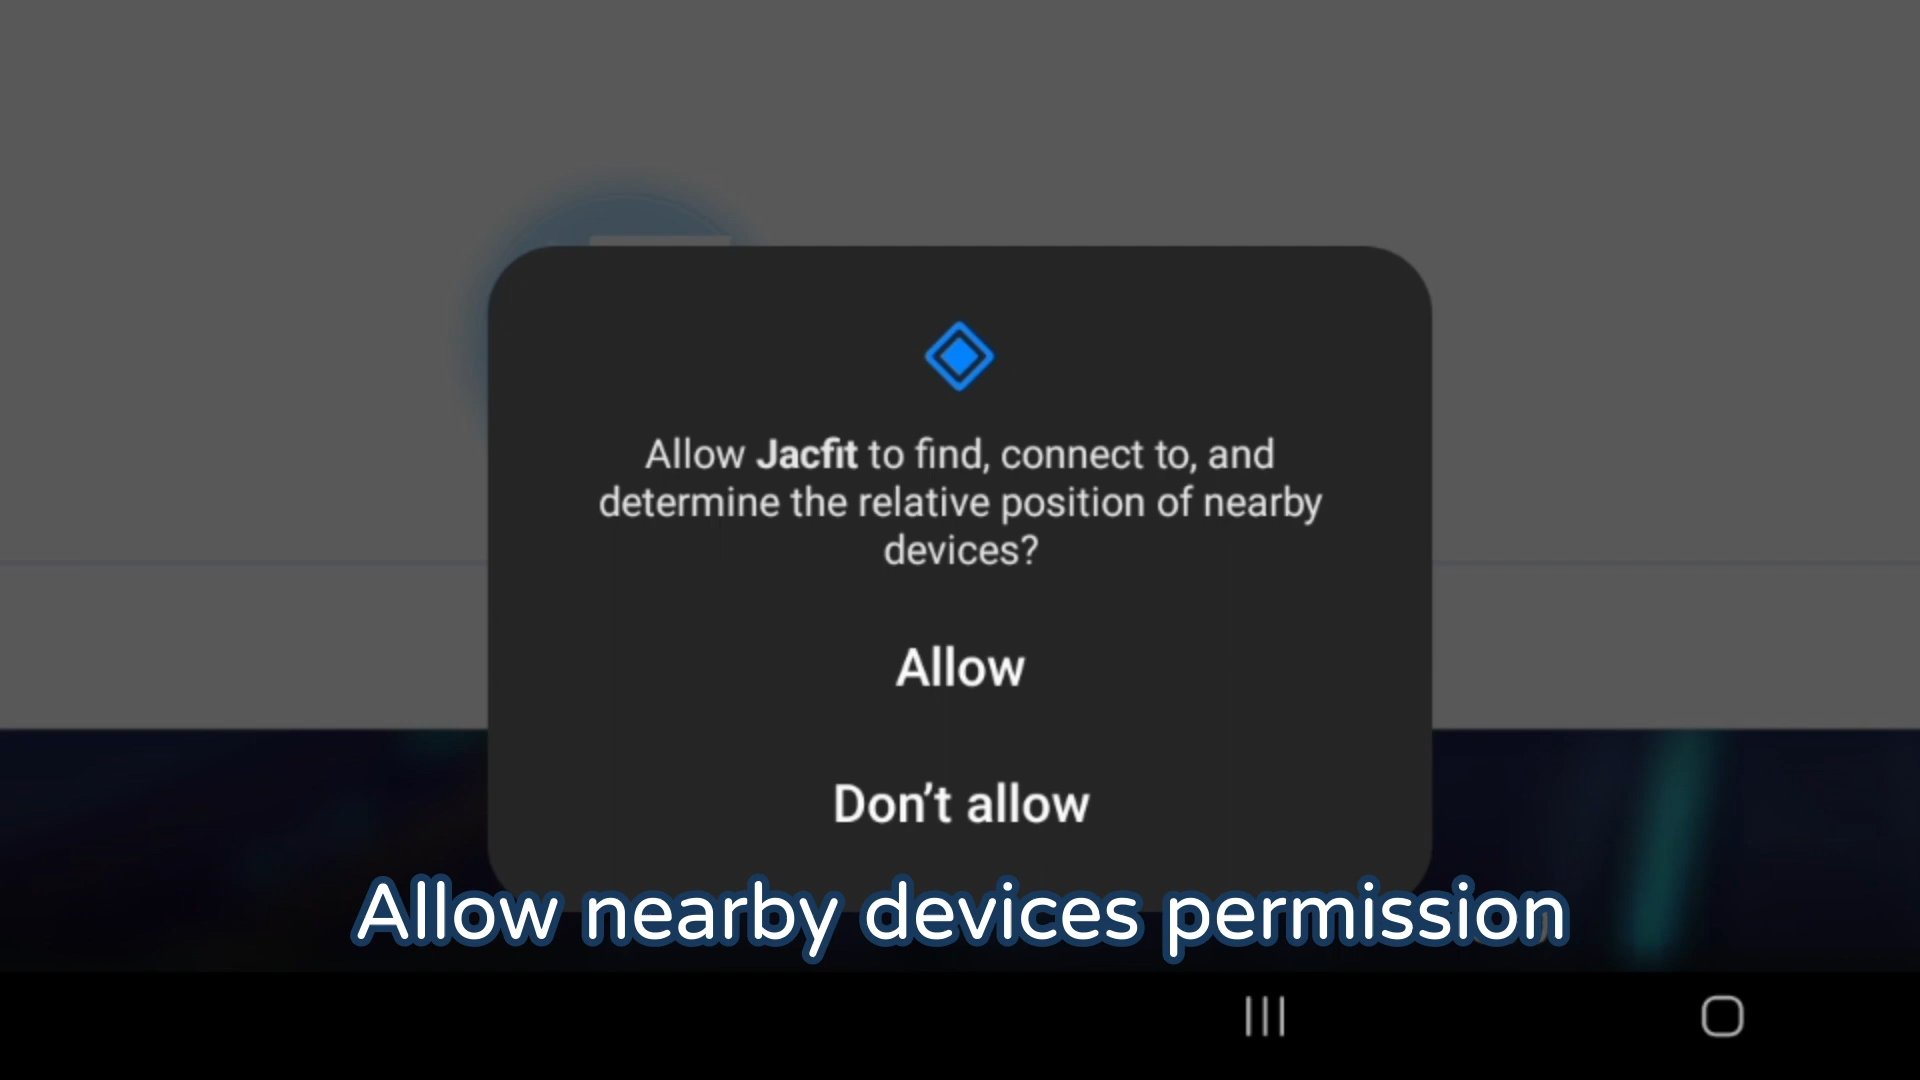 Allow Jacfit to find, connect to, and
determine the relative position of nearby
devices?
Allow
Don’t allow
Allow nearby devices permission